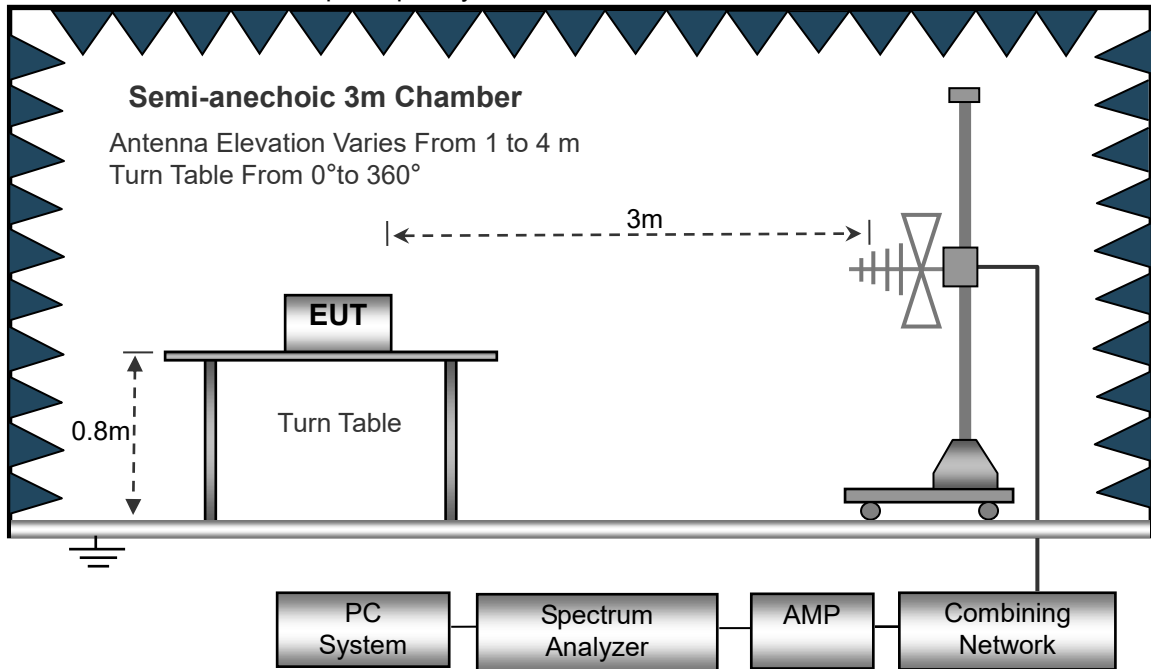 Semi-anechoic 3m Chamber
Antenna Elevation Varies From 1 to 4 m
Turn Table From 0°to 360°
3m
EUT
0.8m
Turn Table
PC
System
Spectrum
Analyzer
AMP
Combining
Network